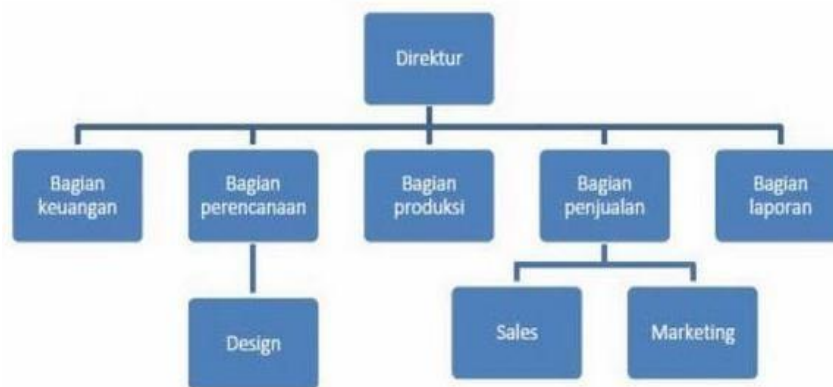 Direktur
Bagian
keuangan
Bagian
perencanaan
Bagian
produksi
Bagian
penjualan
Bagian
laporan
Design
Sales
Marketing